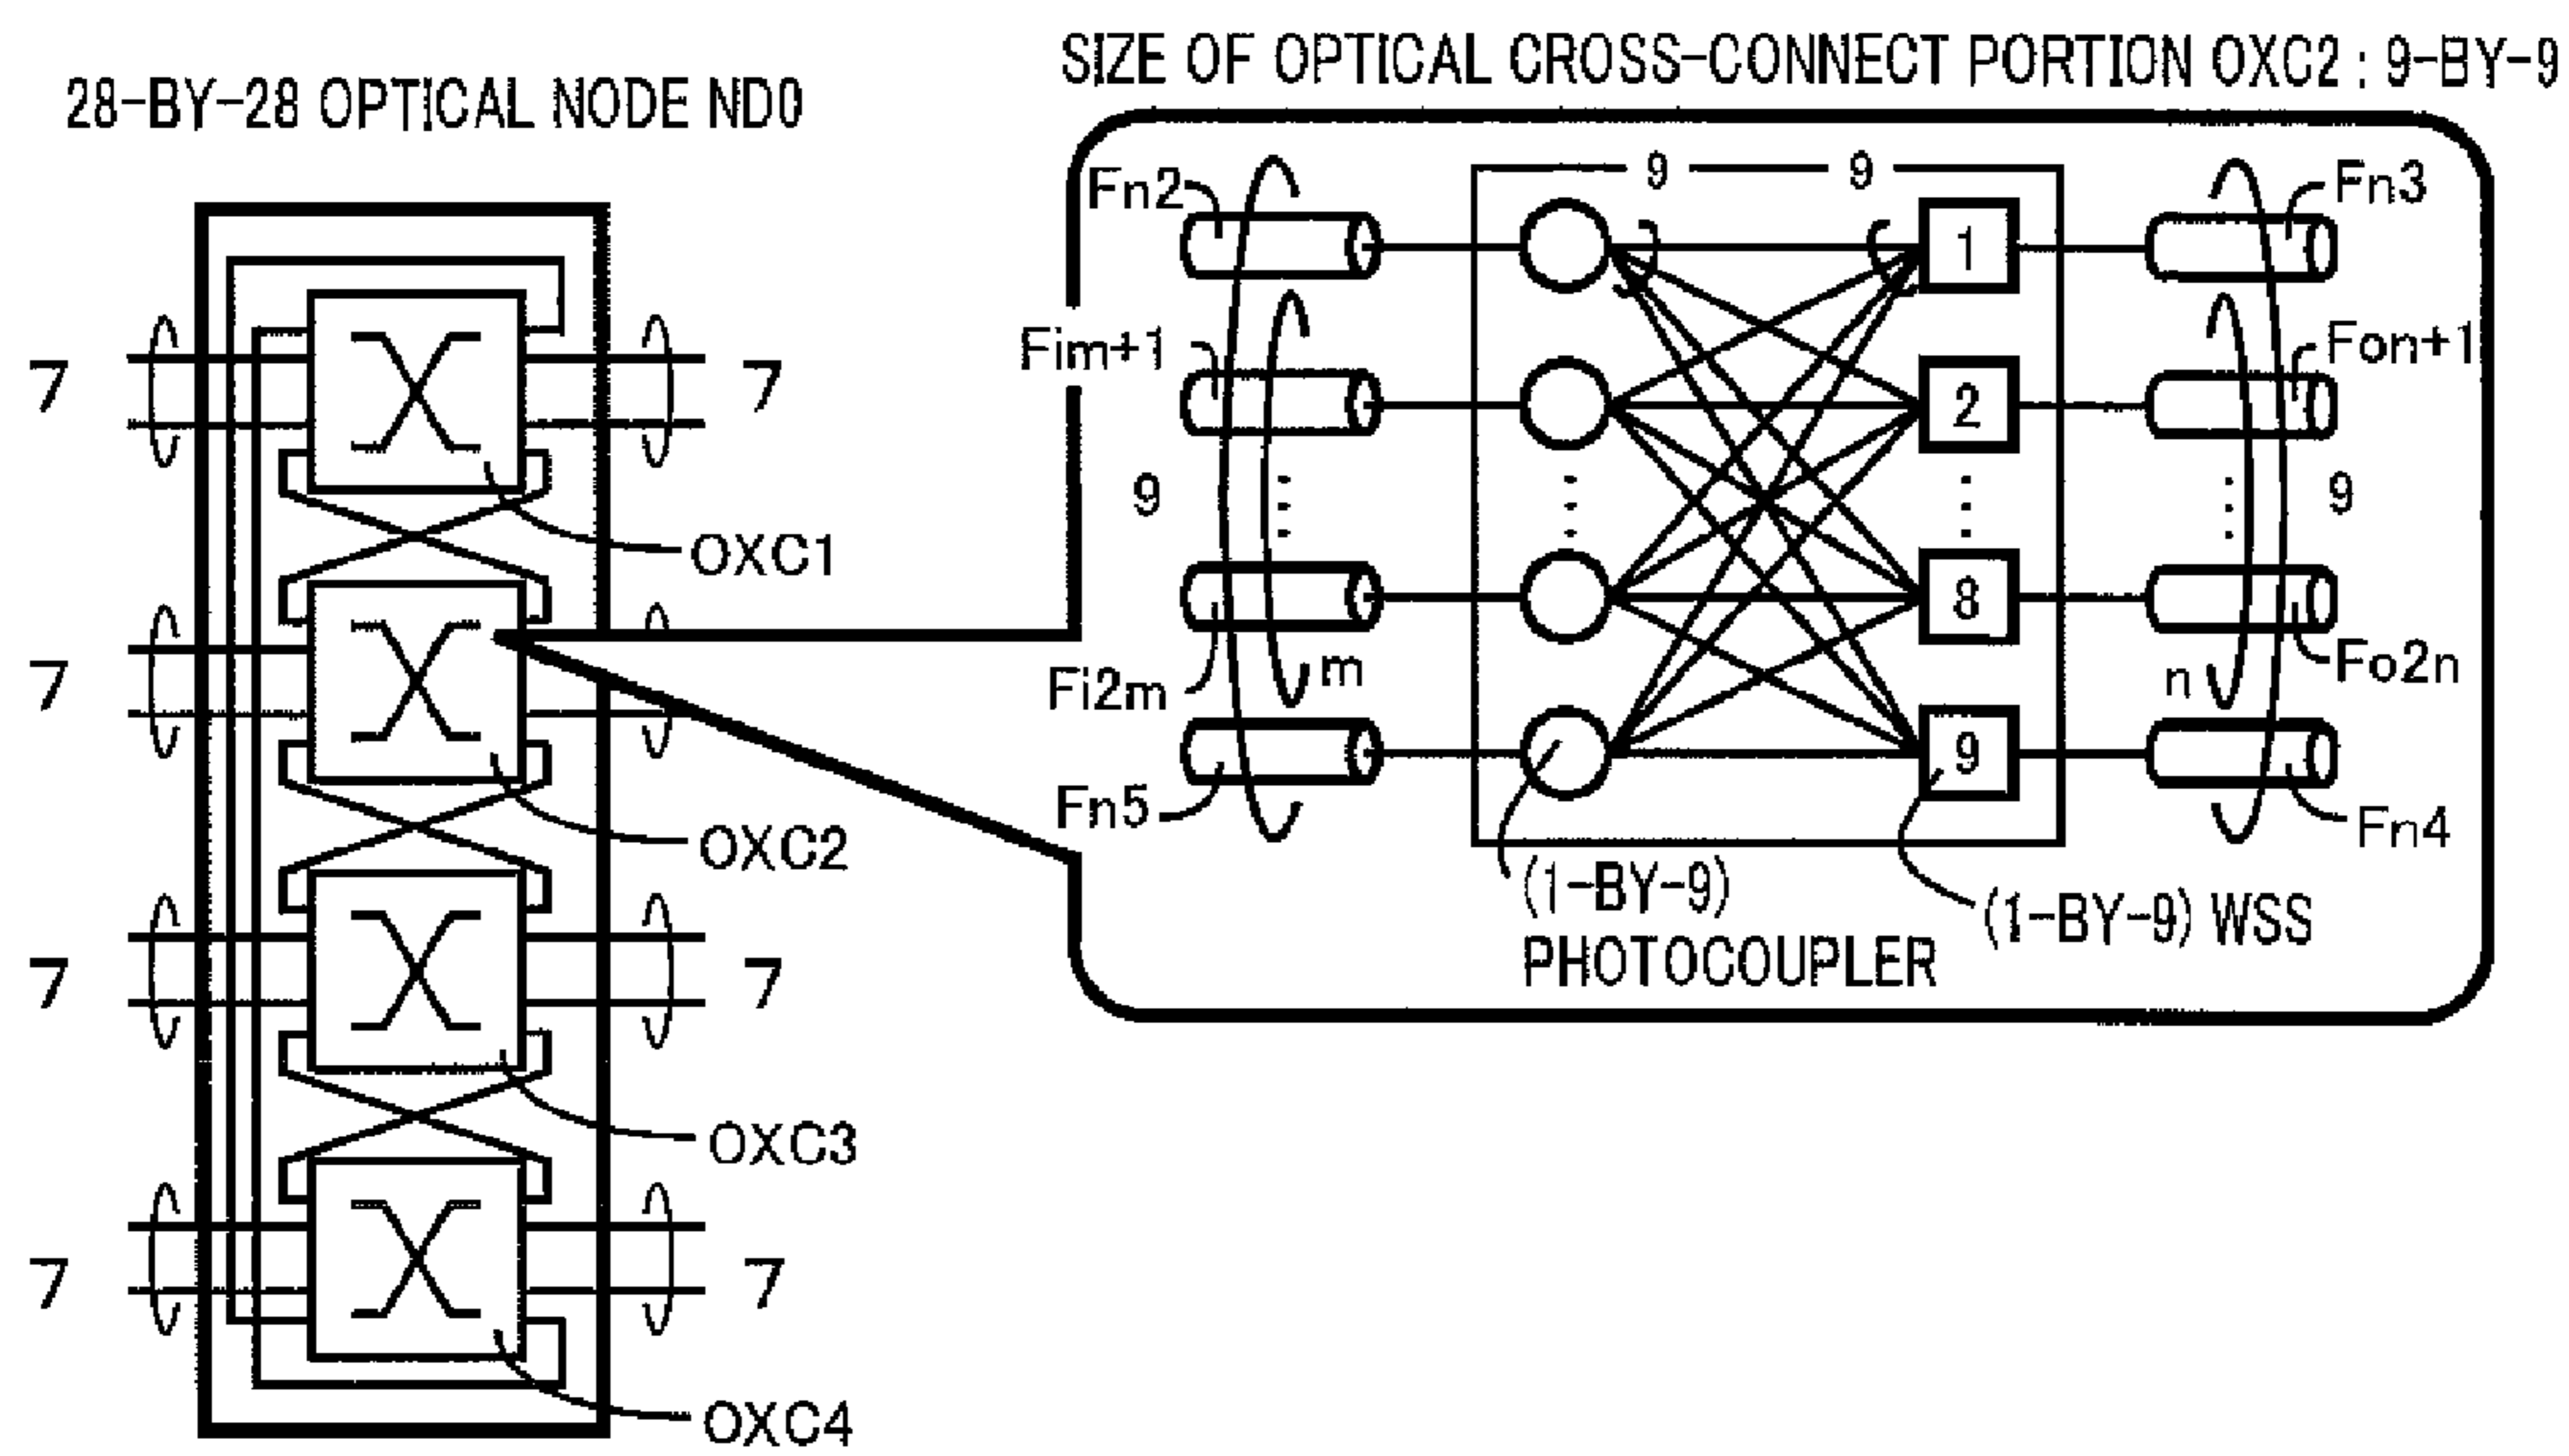 SIZE OF OPTICAL CROSS-CONNECT PORTION OXC2 : 9-BY-9
28-BY-28 OPTICAL NODE ND0
7
7
OXC1
7
OXC2
7
7
OXC3
7
7
OXC4
Fn2
9
9
1
Fn3
Fim+1
2
Fon+1
9
9
Fi2m
m
8
n
Fo2n
Fn5
9
Fn4
(1-BY-9)
PHOTOCOUPLER
(1-BY-9) WSS